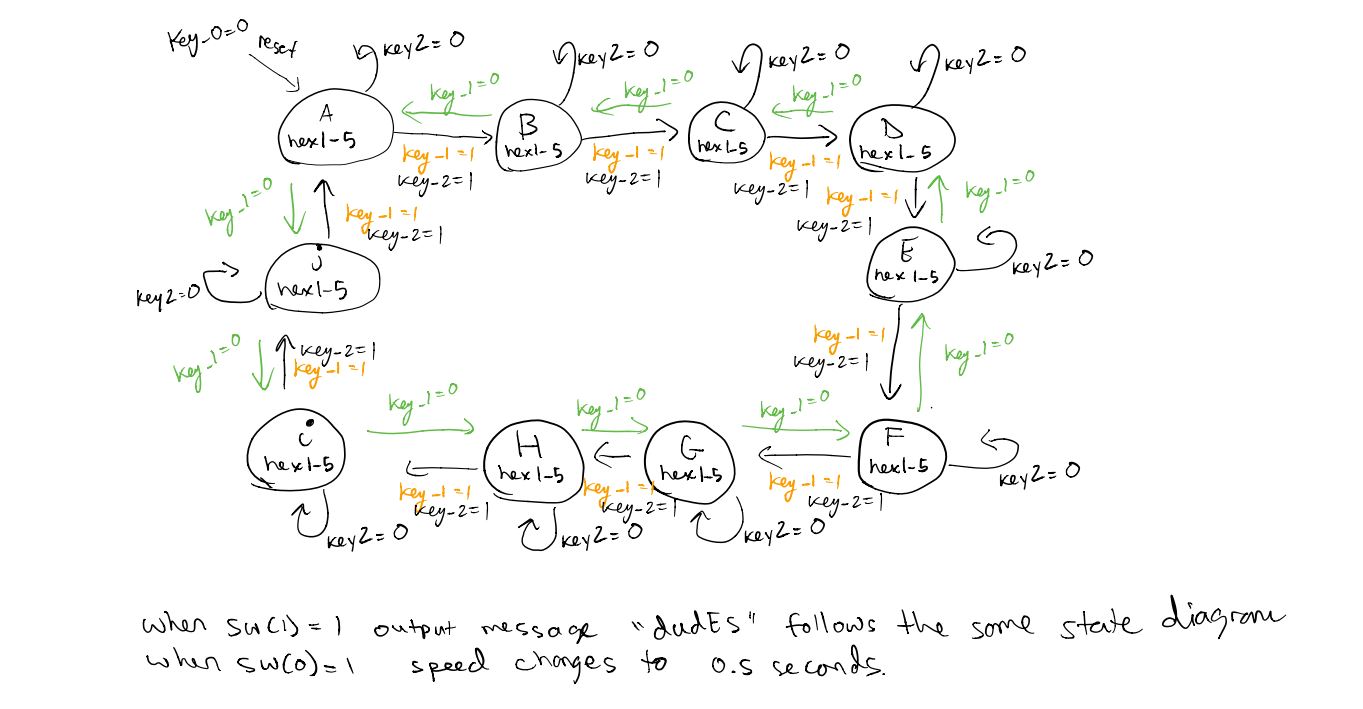 Key_0=0
reset
key2=0
key2=0
key2=0
key2=0
key_1=0
key_1=0
key_1=0
A
hex1-5
B
hex1-5
C
hex1-5
D
hex1-5
key_1=1
key_2=1
key_1=1
key_2=1
key_1=1
key_2=1
key_1=1
key_2=1
key_1=0
key_1=0
key_1=1
key_2=1
j
hex1-5
key2=0
E
hex1-5
key2=0
key_1=0
key_2=1
key_1=1
key_1=1
key_2=1
key_1=0
key_1=0
key_1=0
key_1=0
i
hex1-5
H
hex1-5
G
hex1-5
F
hex1-5
key2=0
key_1=1
key_2=1
key_1=1
key_2=1
key_1=1
key_2=1
key2=0
key2=0
key2=0
when sw(1)=1 output message "dudEs" follows the same state diagram
when sw(0)=1 speed changes to 0.5 seconds.